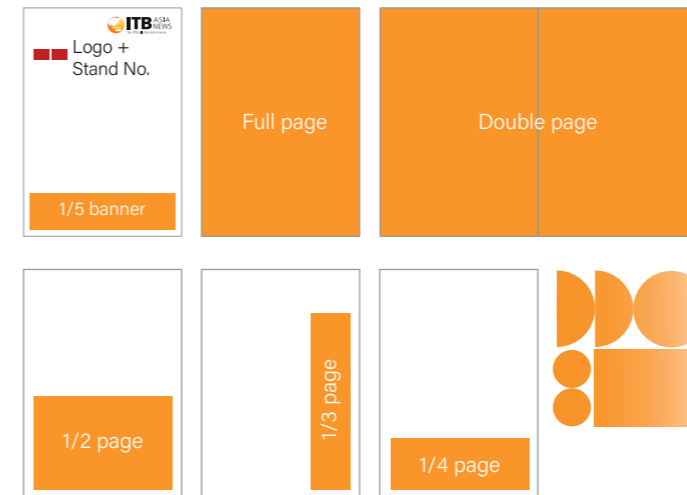 ITB ASIA
NEWS
Logo +
Stand No.
1/5 banner
Full page
Double page
1/2 page
1/3 page
1/4 page